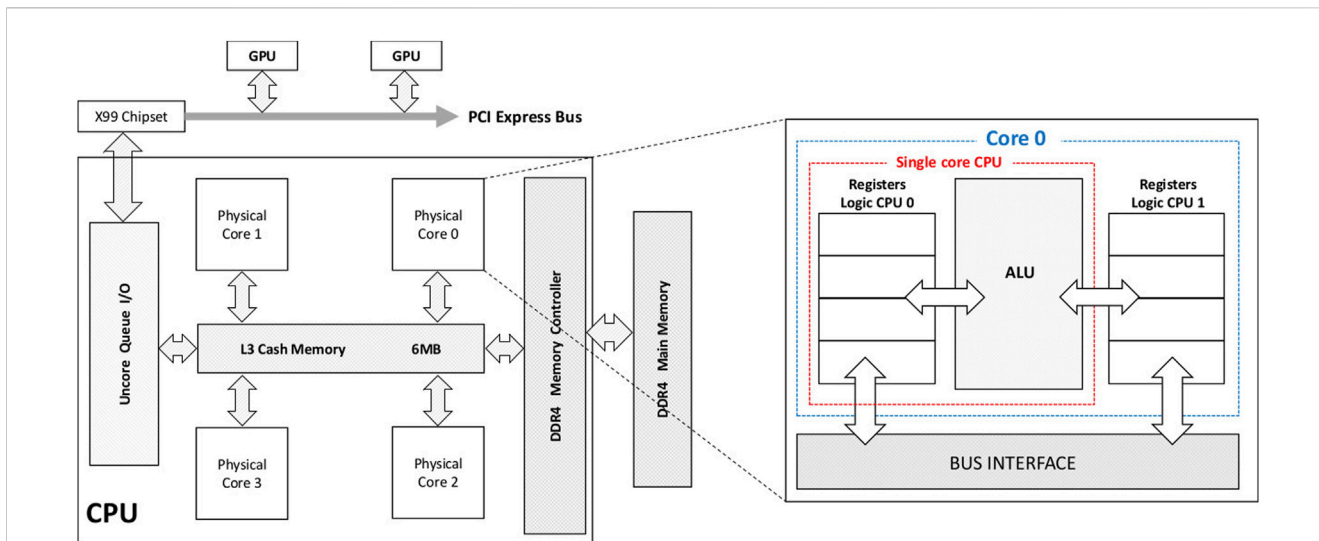 GPU
GPU
X99 Chipset
PCI Express Bus
Physical
Core 1
Physical
Core 0
Uncore Queue I/O
L3 Cash Memory 6MB
DDR4 Memory Controller
DDR4 Main Memory
Physical
Core 3
Physical
Core 2
CPU
Core 0
Single core CPU
Registers
Logic CPU 0
ALU
Registers
Logic CPU 1
BUS INTERFACE